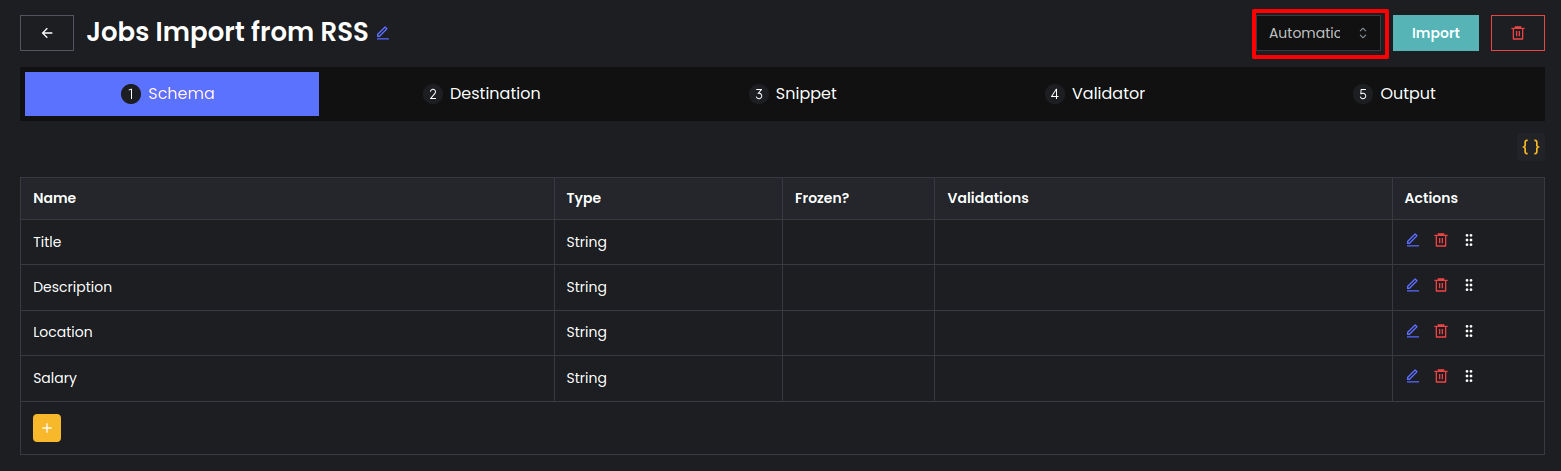 Jobs Import from RSS
Automatic
Import
1 Schema
2 Destination
3 Snippet
4 Validator
5 Output
{ }
Name Type Frozen? Validations Actions
Title String
Description String
Location String
Salary String
+